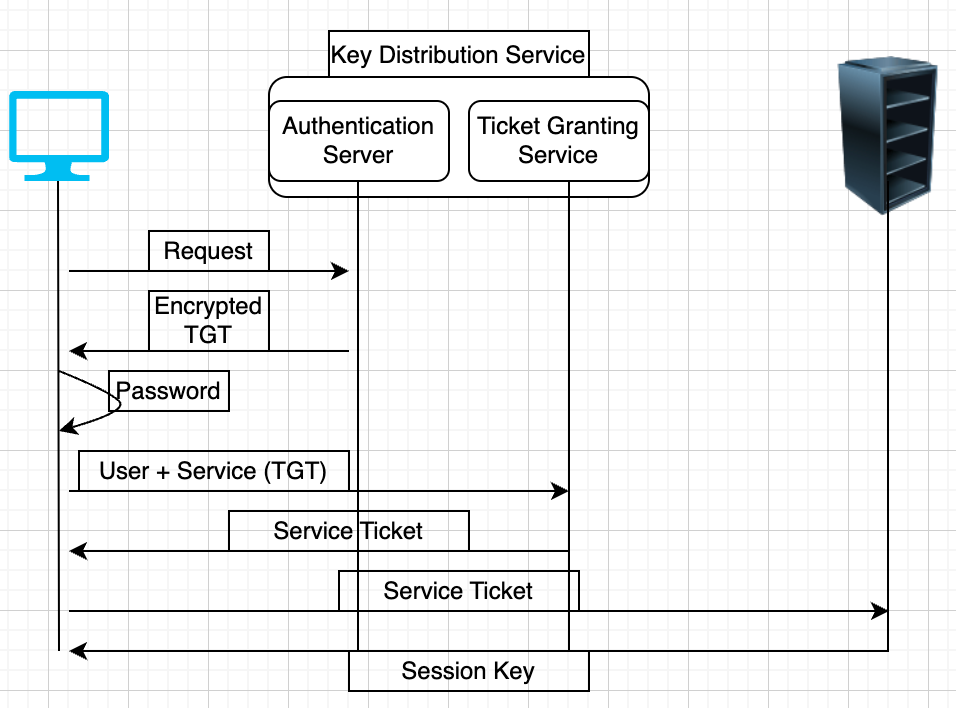 Key Distribution Service
Authentication
Server
Ticket Granting
Service
Request
Encrypted
TGT
Password
User + Service (TGT)
Service Ticket
Service Ticket
Session Key